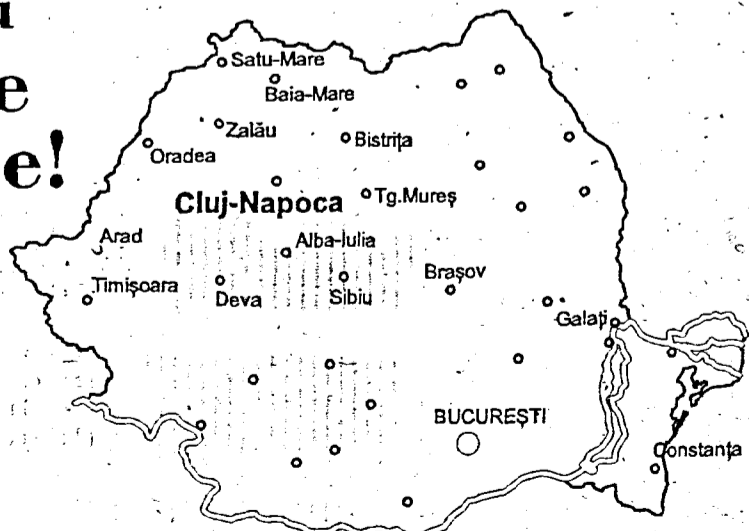 e
e!
Satu-Mare
Baia-Mare
Zalău
Bistrița
Oradea
Cluj-Napoca
Tg.Mureș
Arad
Alba-Iulia
Timișoara
Deva
Sibiu
Brașov
Galați
BUCUREȘTI
Constanța